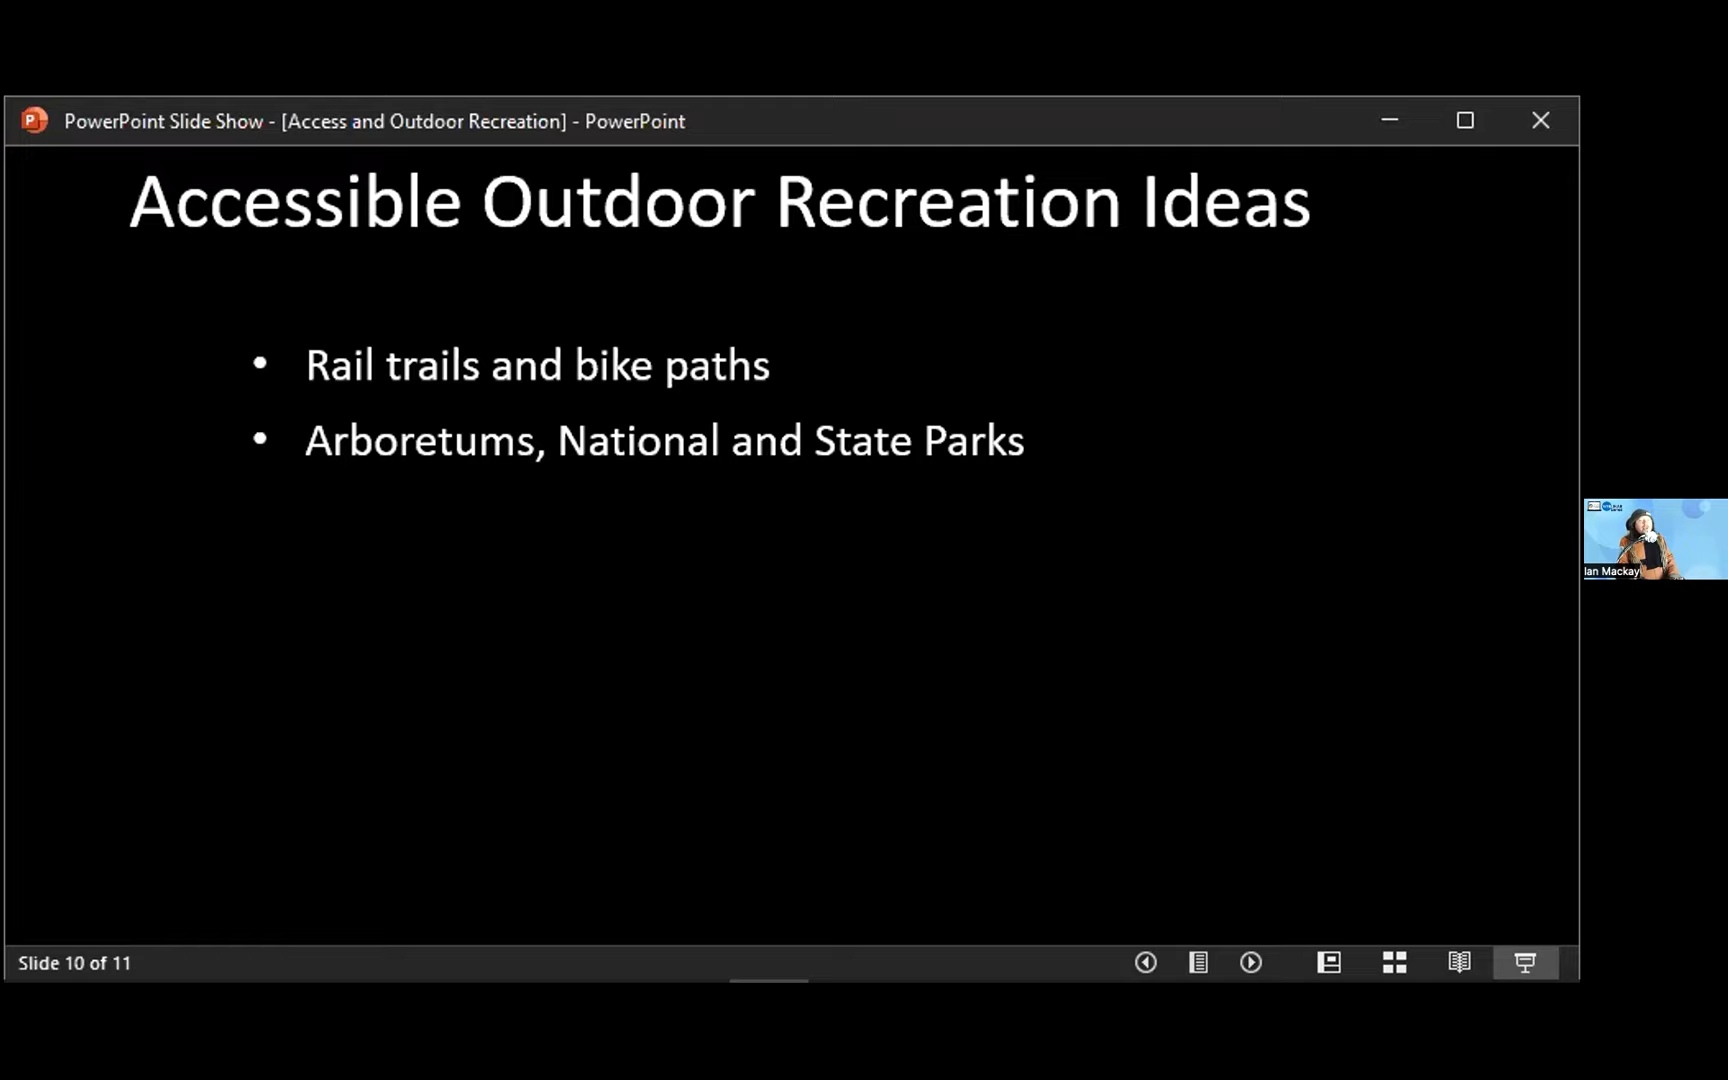 PowerPoint Slide Show - [Access and Outdoor Recreation] - PowerPoint
Accessible Outdoor Recreation Ideas
• Rail trails and bike paths
• Arboretums, National and State Parks
Ian Mackay
Slide 10 of 11